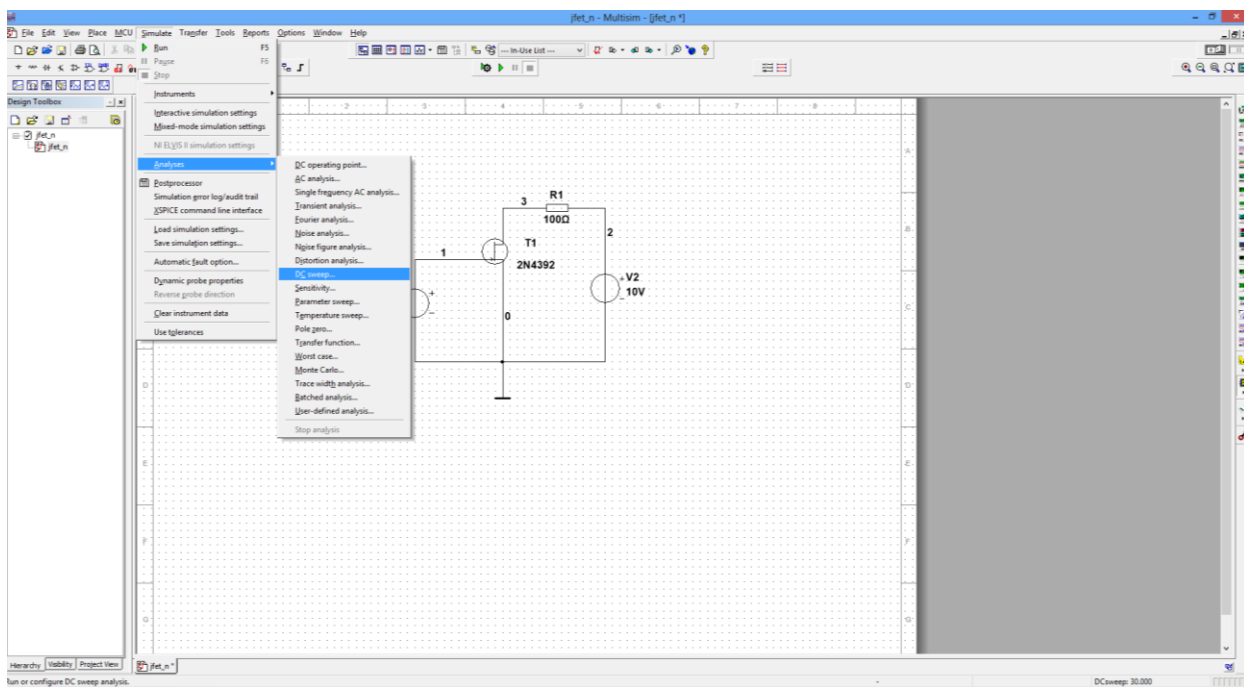 jfet_n - Multisim - [jfet_n *]
File Edit View Place MCU Simulate Transfer Tools Reports Options Window Help
--- In-Use List ---
Design Toolbox
jfet_n
jfet_n
Run F5
Pause F6
Stop
Instruments
Interactive simulation settings
Mixed-mode simulation settings
NI ELVIS II simulation settings
Analyses
Postprocessor
Simulation error log/audit trail
XSPICE command line interface
Load simulation settings...
Save simulation settings...
Automatic fault option...
Dynamic probe properties
Reverse probe direction
Clear instrument data
Use tolerances
DC operating point...
AC analysis...
Single frequency AC analysis...
Transient analysis...
Fourier analysis...
Noise analysis...
Noise figure analysis...
Distortion analysis...
DC sweep...
Sensitivity...
Parameter sweep...
Temperature sweep...
Pole zero...
Transfer function...
Worst case...
Monte Carlo...
Trace width analysis...
Batched analysis...
User-defined analysis...
Stop analysis
2 3 4 5 6 7 8
A
B
C
D D
E E
F F
G G
R1
3
100Ω
2
T1
1
2N4392
+ V2
10V
0
Hierarchy Visibility Project View
jfet_n *
Run or configure DC sweep analysis.
DCsweep: 30.000